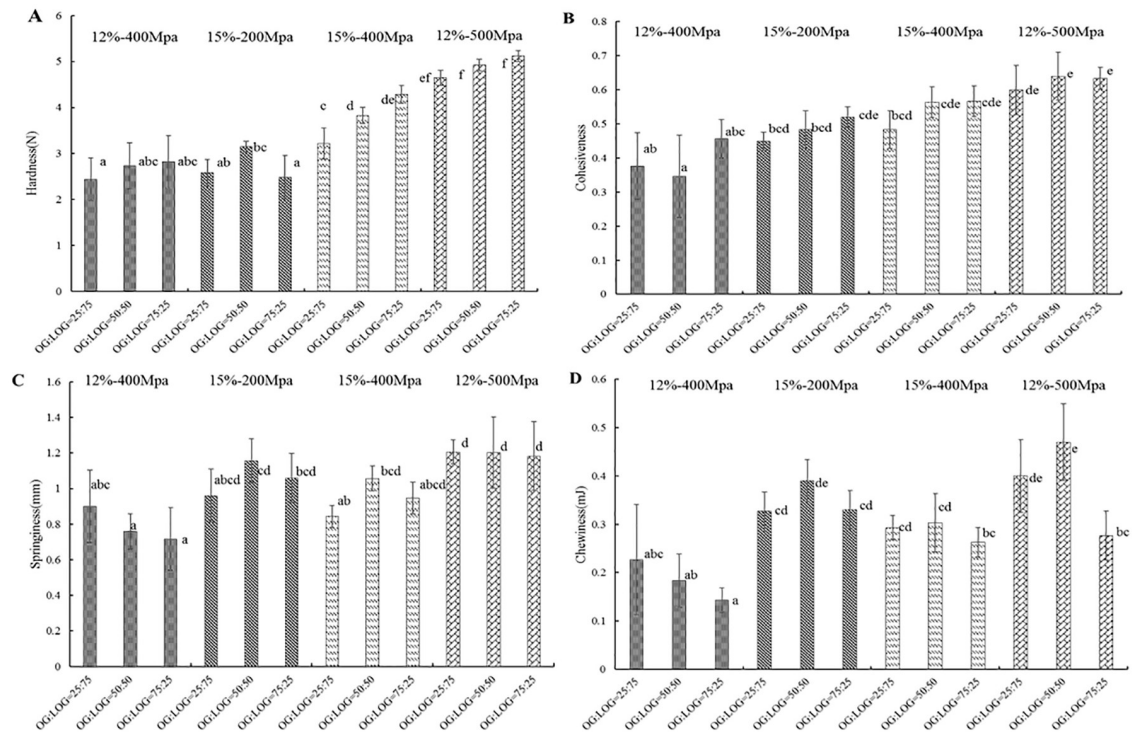 A
12%-400Mpa 15%-200Mpa 15%-400Mpa 12%-500Mpa
Hardness(N)
6
5
4
3
2
1
0
a abc abc ab bc a c d de ef f f
OG:LOG=25:75 OG:LOG=50:50 OG:LOG=75:25 OG:LOG=25:75 OG:LOG=50:50 OG:LOG=75:25 OG:LOG=25:75 OG:LOG=50:50 OG:LOG=75:25 OG:LOG=25:75 OG:LOG=50:50 OG:LOG=75:25
B
12%-400Mpa 15%-200Mpa 15%-400Mpa 12%-500Mpa
Cohesiveness
0.8
0.7
0.6
0.5
0.4
0.3
0.2
0.1
0
ab a abc bcd bcd cde bcd cde cde de e e
OG:LOG=25:75 OG:LOG=50:50 OG:LOG=75:25 OG:LOG=25:75 OG:LOG=50:50 OG:LOG=75:25 OG:LOG=25:75 OG:LOG=50:50 OG:LOG=75:25 OG:LOG=25:75 OG:LOG=50:50 OG:LOG=75:25
C
12%-400Mpa 15%-200Mpa 15%-400Mpa 12%-500Mpa
Springiness(mm)
1.6
1.4
1.2
1
0.8
0.6
0.4
0.2
0
abc a a abcd cd bcd ab bcd abcd d d d
OG:LOG=25:75 OG:LOG=50:50 OG:LOG=75:25 OG:LOG=25:75 OG:LOG=50:50 OG:LOG=75:25 OG:LOG=25:75 OG:LOG=50:50 OG:LOG=75:25 OG:LOG=25:75 OG:LOG=50:50 OG:LOG=75:25
D
12%-400Mpa 15%-200Mpa 15%-400Mpa 12%-500Mpa
Chewiness(mJ)
0.6
0.5
0.4
0.3
0.2
0.1
0
abc ab a cd de cd cd cd bc de e bc
OG:LOG=25:75 OG:LOG=50:50 OG:LOG=75:25 OG:LOG=25:75 OG:LOG=50:50 OG:LOG=75:25 OG:LOG=25:75 OG:LOG=50:50 OG:LOG=75:25 OG:LOG=25:75 OG:LOG=50:50 OG:LOG=75:25